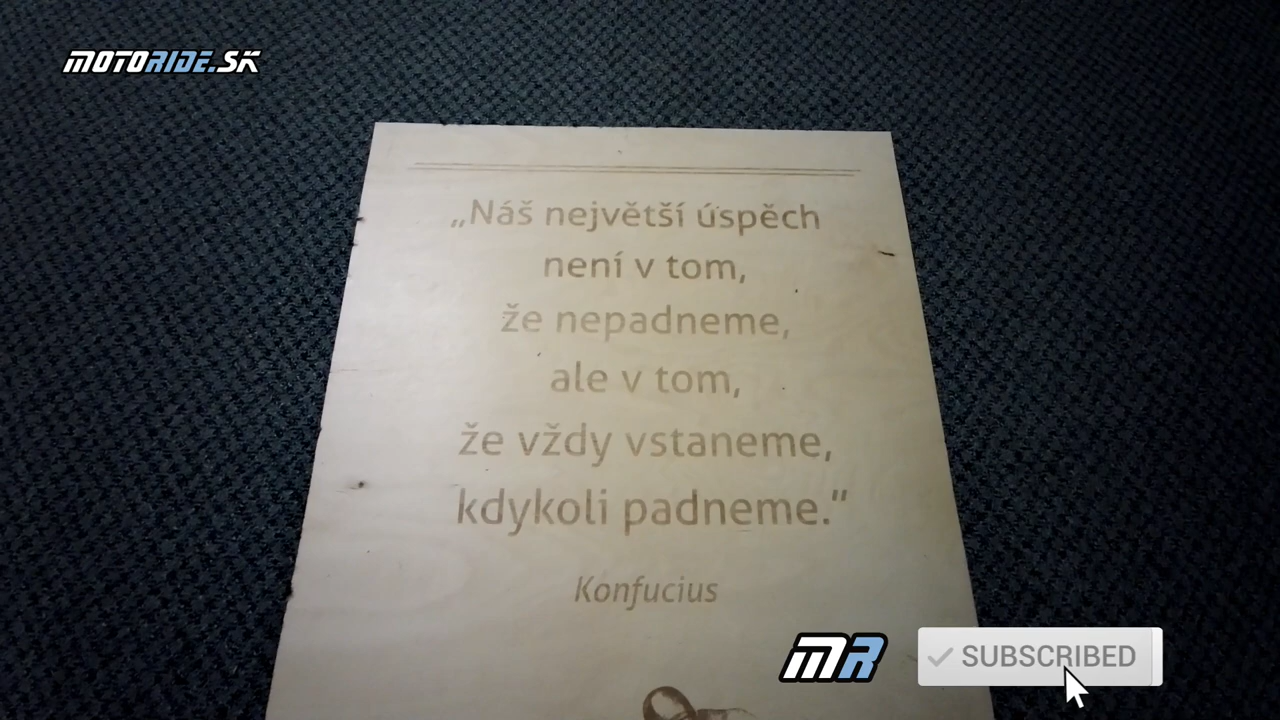 MOTORIDE.SK
„Náš největší úspěch
není v tom,
že nepadneme,
ale v tom,
že vždy vstaneme,
kdykoli padneme."
Konfucius
MR
SUBSCRIBED